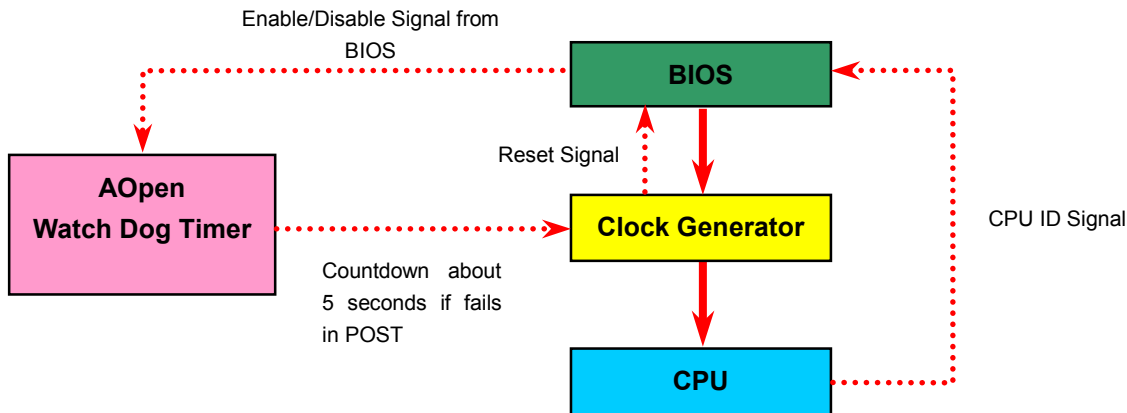 Enable/Disable Signal from
BIOS
BIOS
Reset Signal
AOpen
Watch Dog Timer
Clock Generator
CPU ID Signal
Countdown about
5 seconds if fails
in POST
CPU